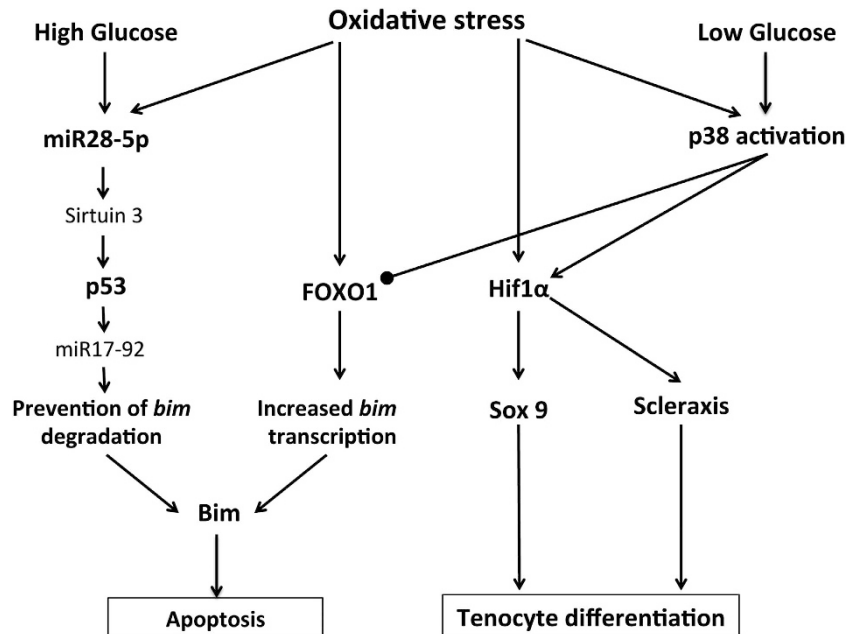 Oxidative stress
High Glucose
Low Glucose
miR28-5p
p38 activation
Sirtuin 3
p53
FOXO1
Hif1α
miR17-92
Prevention of bim
degradation
Increased bim
transcription
Sox 9
Scleraxis
Bim
Apoptosis
Tenocyte differentiation